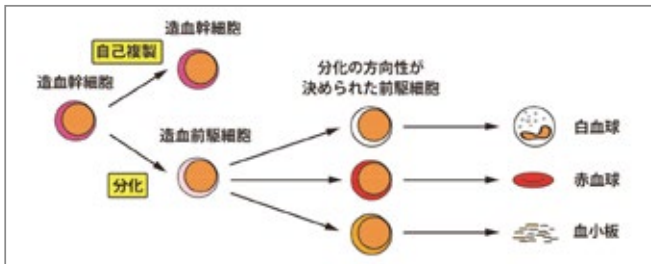 造血幹細胞
自己複製
造血幹細胞
分化の方向性が
決められた前駆細胞
造血前駆細胞
分化
白血球
赤血球
血小板